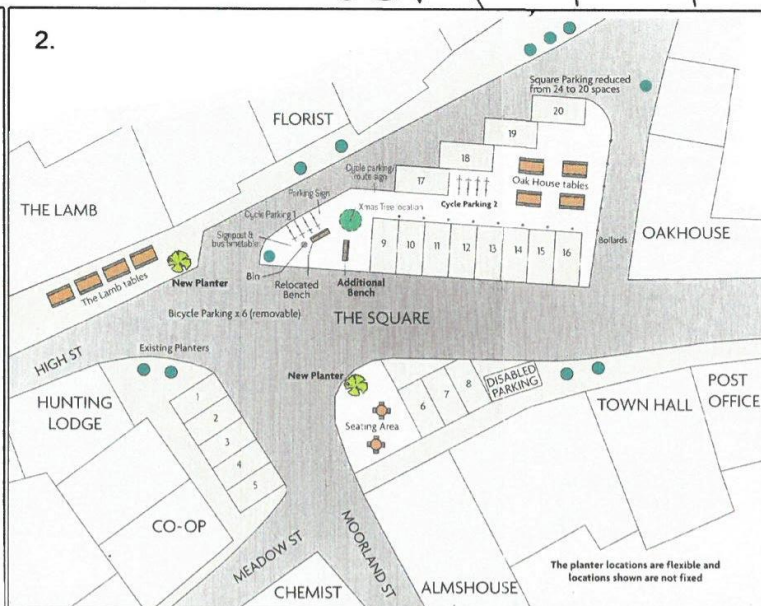 2.
Square Parking reduced
from 24 to 20 spaces
FLORIST
20
19
18
17
Cycle parking/
route sign
Parking Sign
Cycle Parking 1
Signpost &
bus timetable
Xmas Tree location
Cycle Parking 2
Oak House tables
THE LAMB
The Lamb tables
New Planter
Bin
Relocated
Bench
Additional
Bench
9
10
11
12
13
14
15
16
Bollards
OAKHOUSE
Bicycle Parking x 6 (removable)
THE SQUARE
HIGH ST
Existing Planters
HUNTING
LODGE
1
2
3
4
5
New Planter
Seating Area
6
7
8
DISABLED
PARKING
TOWN HALL
POST
OFFICE
CO-OP
MEADOW ST
MOORLAND ST
CHEMIST
ALMSHOUSE
The planter locations are flexible and
locations shown are not fixed